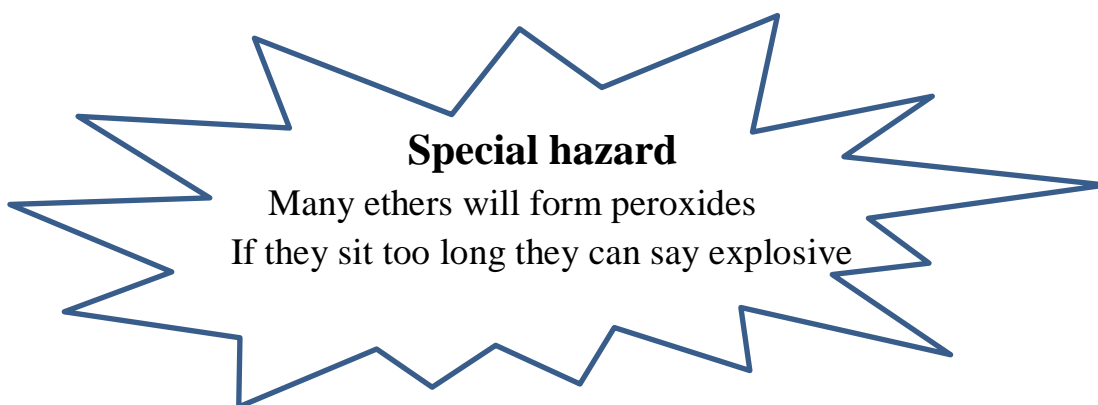 Special hazard
Many ethers will form peroxides
If they sit too long they can say explosive